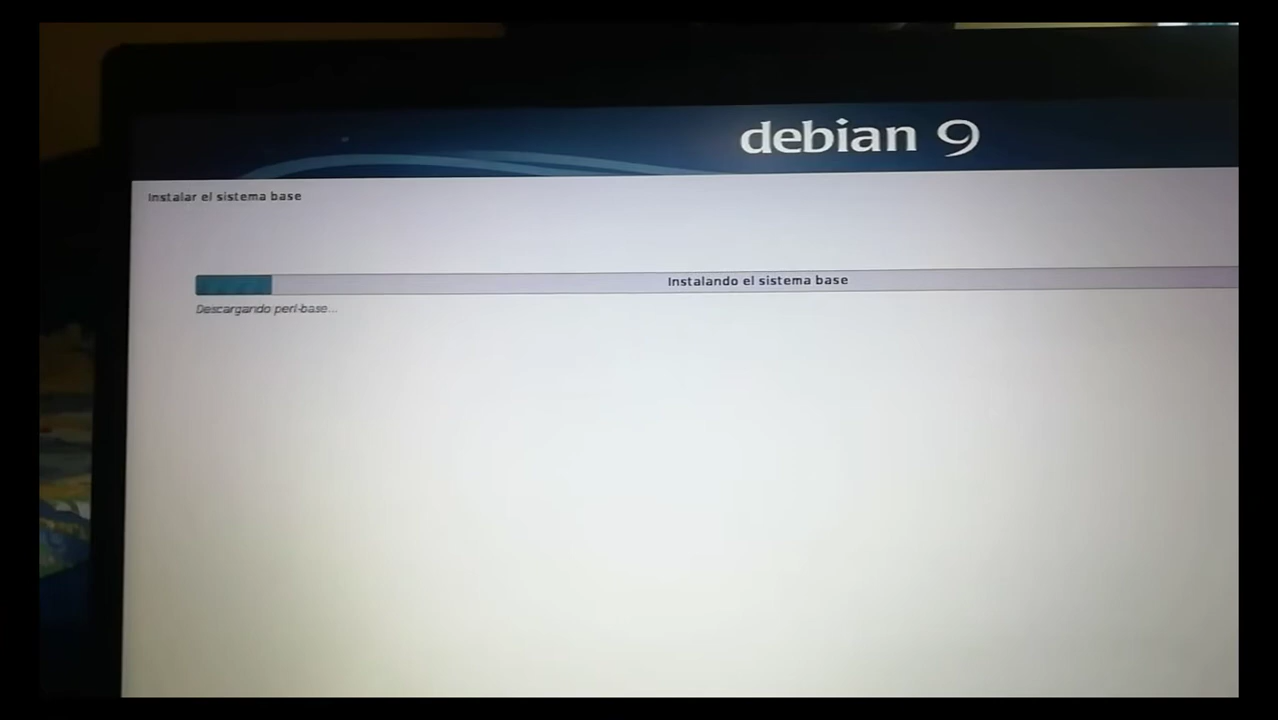 debian 9
Instalar el sistema base
Instalando el sistema base
Descargando perl-base...